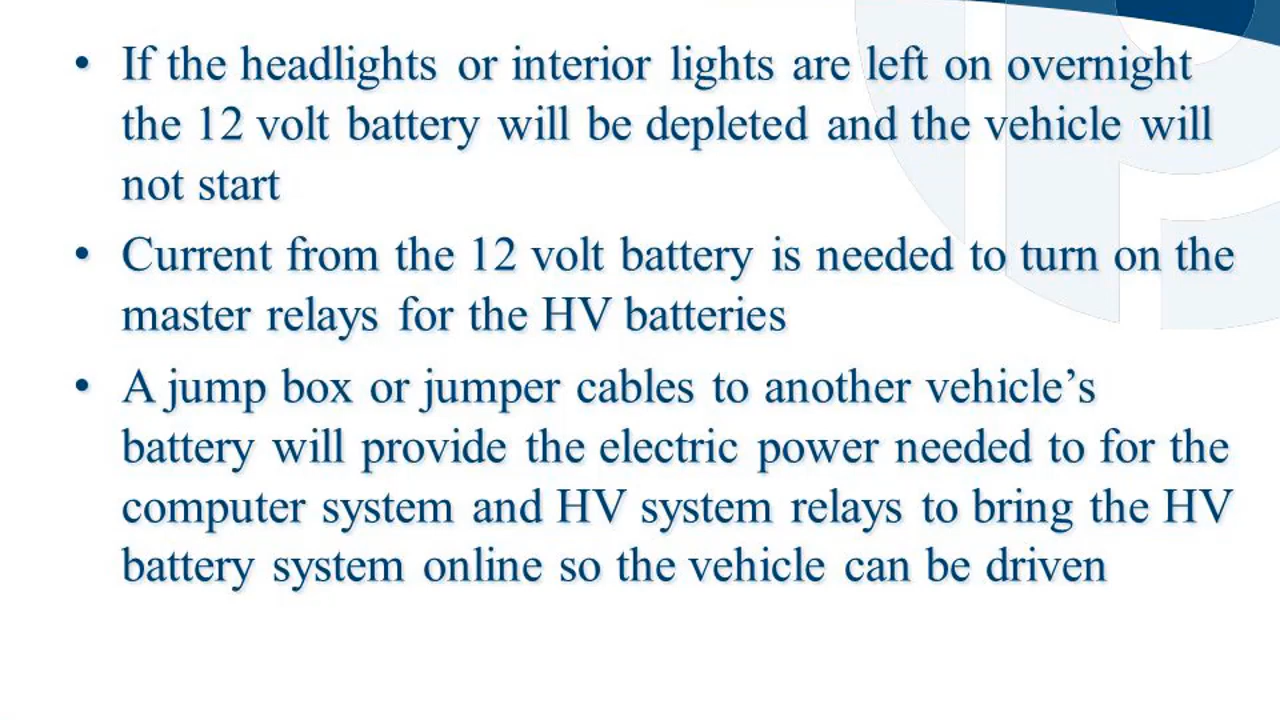 • If the headlights or interior lights are left on overnight
the 12 volt battery will be depleted and the vehicle will
not start
• Current from the 12 volt battery is needed to turn on the
master relays for the HV batteries
• A jump box or jumper cables to another vehicle’s
battery will provide the electric power needed to for the
computer system and HV system relays to bring the HV
battery system online so the vehicle can be driven